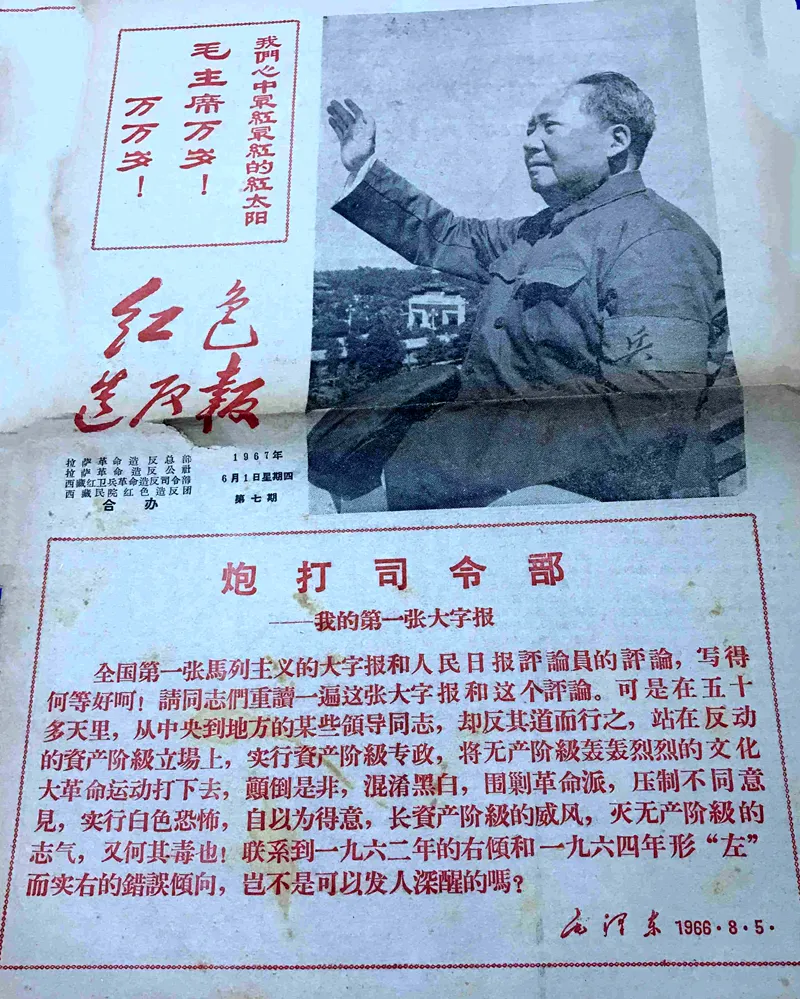 我們心中最紅最紅的紅太阳
毛主席万岁！
万万岁！
兵
红色
造反報
拉萨革命造反总部
拉萨革命造反公社
西藏红卫兵革命造反司令部
西藏民院红色造反团
合办
1967年
6月1日星期四
第七期
炮打司令部
——我的第一张大字报
全国第一张馬列主义的大字报和人民日报評論員的評論，写得
何等好呵！請同志們重讀一遍这张大字报和这个評論。可是在五十
多天里，从中央到地方的某些領导同志，却反其道而行之，站在反动
的資产阶級立場上，实行資产阶級专政，将无产阶級轰轰烈烈的文化
大革命运动打下去，顚倒是非，混淆黑白，围剿革命派，压制不同意
見，实行白色恐怖，自以为得意，长資产阶級的威风，灭无产阶級的
志气，又何其毒也！联系到一九六二年的右傾和一九六四年形“左”
而实右的錯誤傾向，岂不是可以发人深醒的嗎？
毛泽东 1966·8·5·